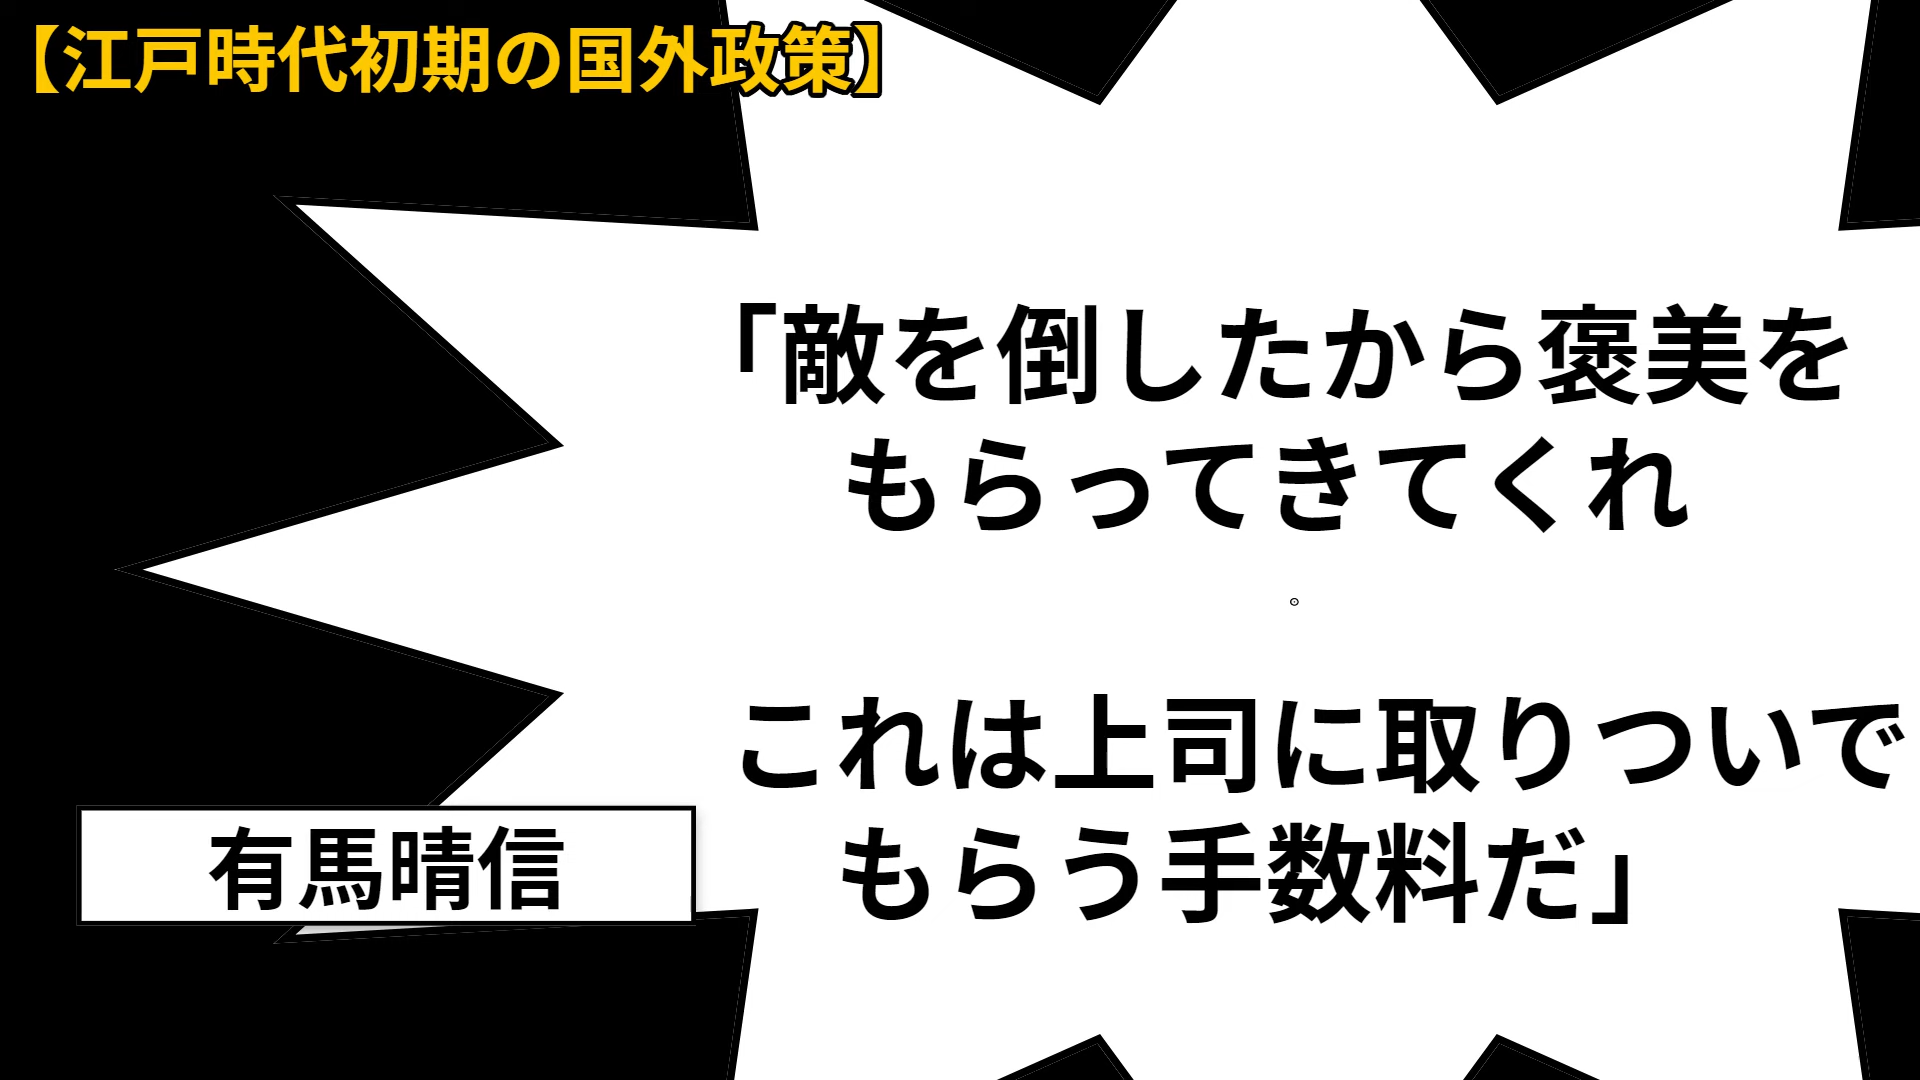 【江戸時代初期の国外政策】
「敵を倒したから褒美を
もらってきてくれ
。
これは上司に取りついで
もらう手数料だ」
有馬晴信